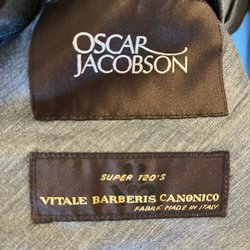 OSCAR
JACOBSON
SUPER 120'S
VITALE BARBERIS CANONICO
FABRIC MADE IN ITALY